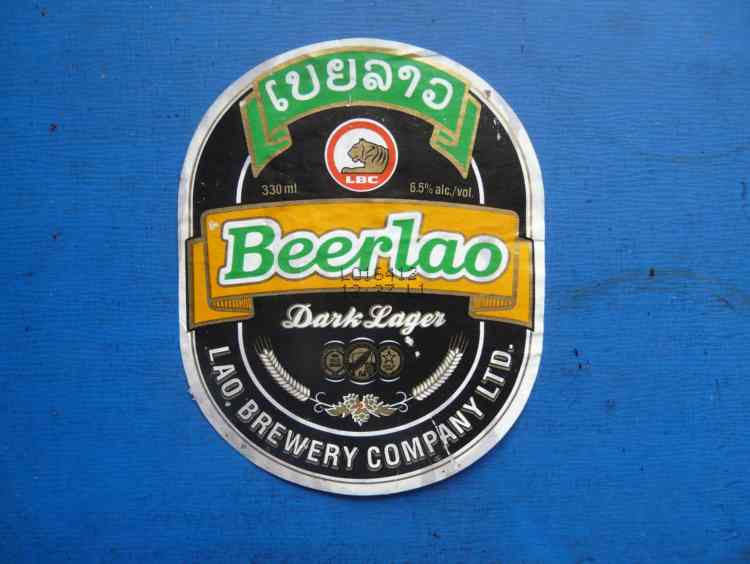 ເບຍລາວ
LBC
330 ml
6.5% alc./vol.
Beerlao
Dark Lager
LAO. BREWERY COMPANY LTD.